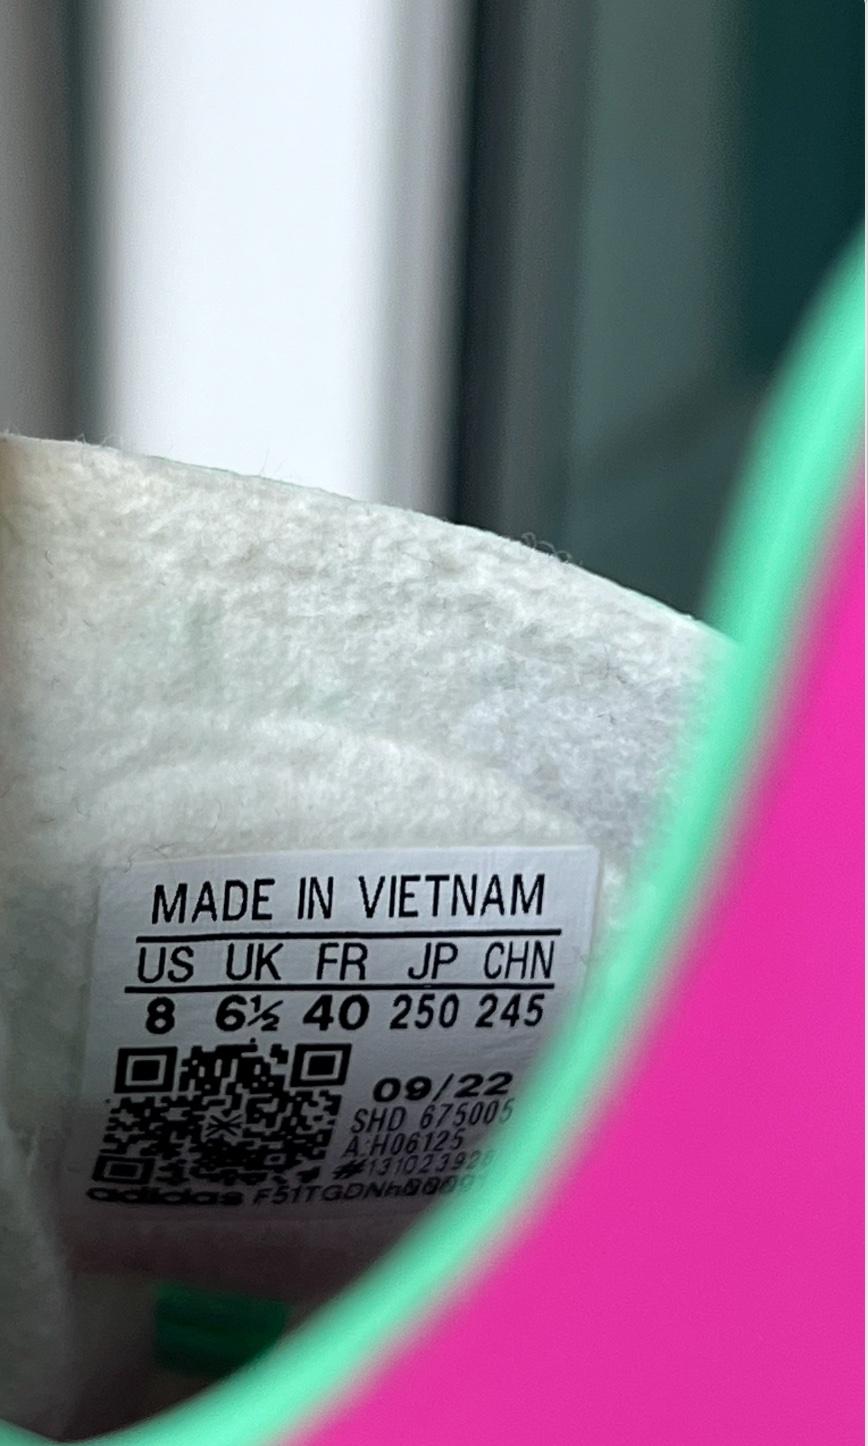 MADE IN VIETNAM
US UK FR JP CHN
8 6½ 40 250 245
09/22
SHD 675005
A:H06125
adidas